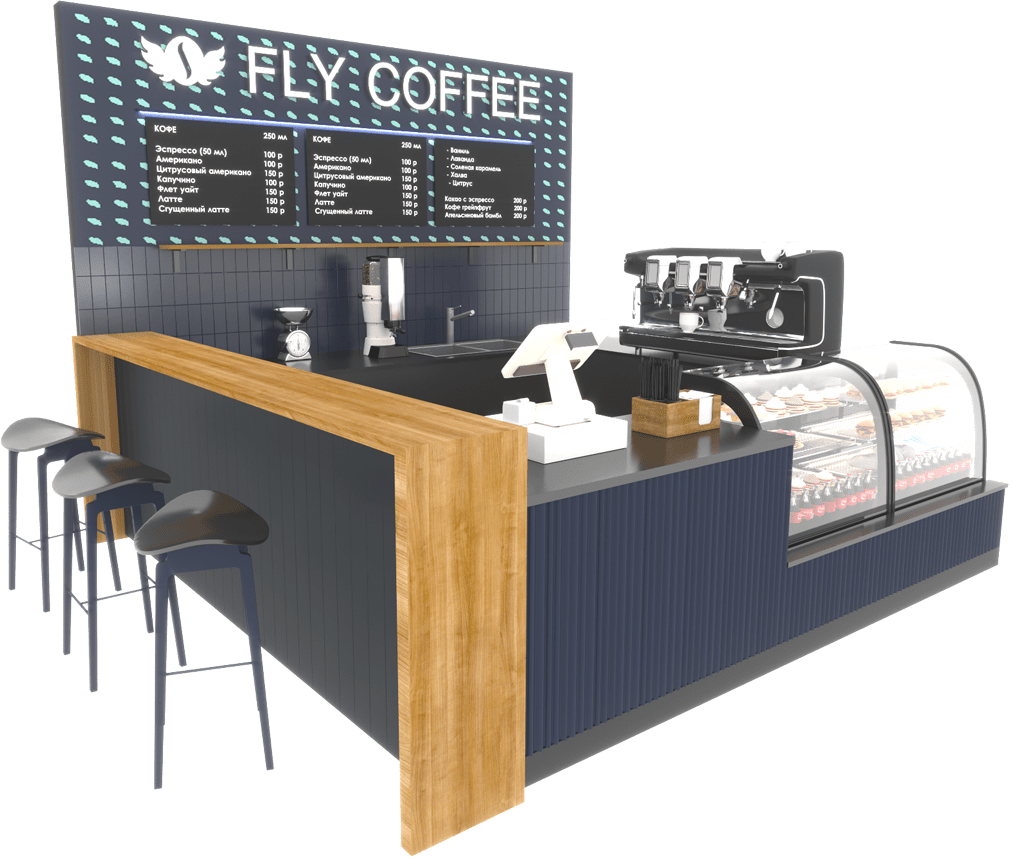 FLY COFFEE
КОФЕ
250 мл
Эспрессо (50 мл) 100 р
Американо 100 р
Цитрусовый американо 150 р
Капучино 100 р
Флет уайт 150 р
Латте 150 р
Сгущенный латте 150 р
КОФЕ
250 мл
Эспрессо (50 мл) 100 р
Американо 100 р
Цитрусовый американо 150 р
Капучино 100 р
Флет уайт 150 р
Латте 150 р
Сгущенный латте 150 р
- Ваниль
- Лаванда
- Соленая карамель
- Халва
- Цитрус
Какао с эспрессо 200 р
Кофе грейпфрут 200 р
Апельсиновый бамбл 200 р